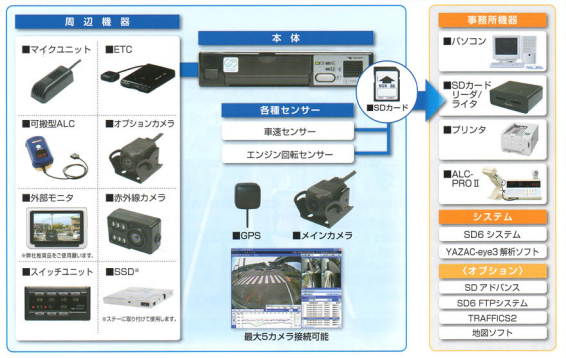 周辺機器
■マイクユニット
■ETC
■可搬型ALC
■オプションカメラ
■外部モニタ
※弊社推奨品をご使用願います。
■赤外線カメラ
■スイッチユニット
■SSD※
※ステーに取り付けて使用します。
本体
各種センサー
車速センサー
エンジン回転センサー
■SDカード
■GPS
■メインカメラ
最大5カメラ接続可能
事務所機器
■パソコン
■SDカード
リーダ/
ライタ
■プリンタ
■ALC-
PROⅡ
システム
SD6 システム
YAZAC-eye3 解析ソフト
〈オプション〉
SD アドバンス
SD6 FTPシステム
TRAFFICS2
地図ソフト